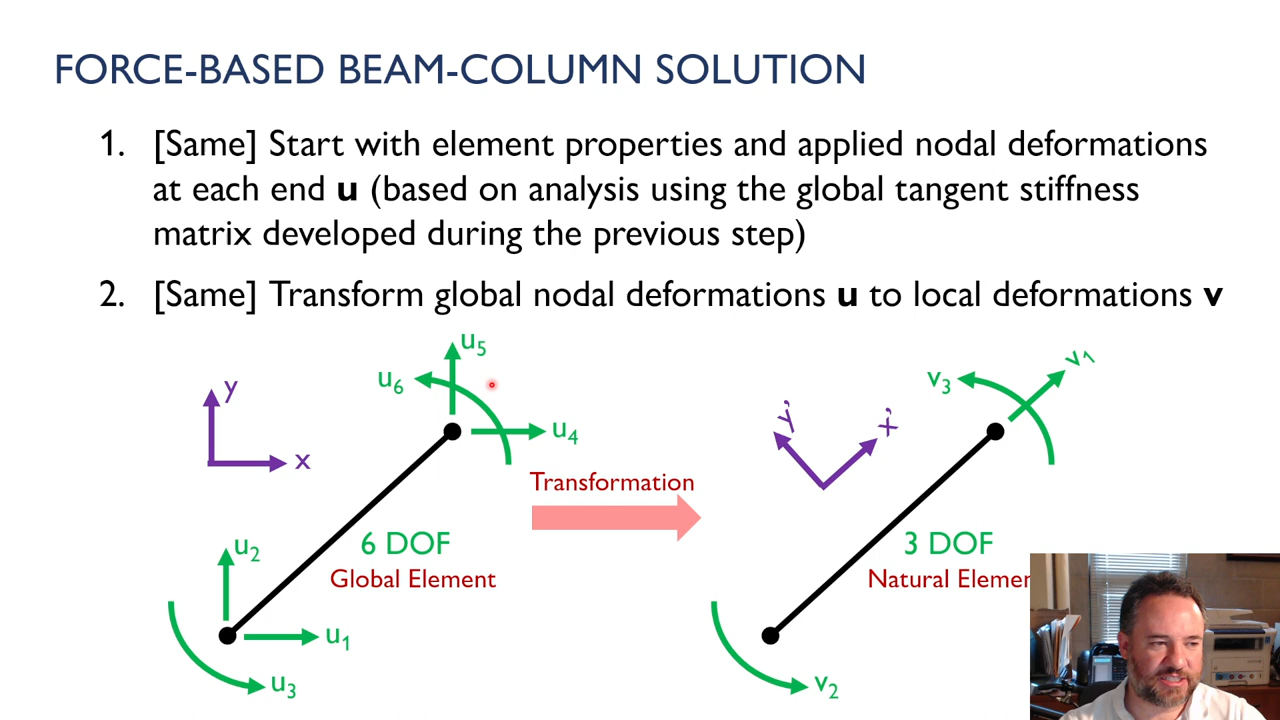 FORCE-BASED BEAM-COLUMN SOLUTION
1. [Same] Start with element properties and applied nodal deformations
at each end u (based on analysis using the global tangent stiffness
matrix developed during the previous step)
2. [Same] Transform global nodal deformations u to local deformations v
u5
u6
u4
y
x
u2
u1
u3
6 DOF
Global Element
Transformation
v1
v3
y'
x'
3 DOF
Natural Elemen
v2